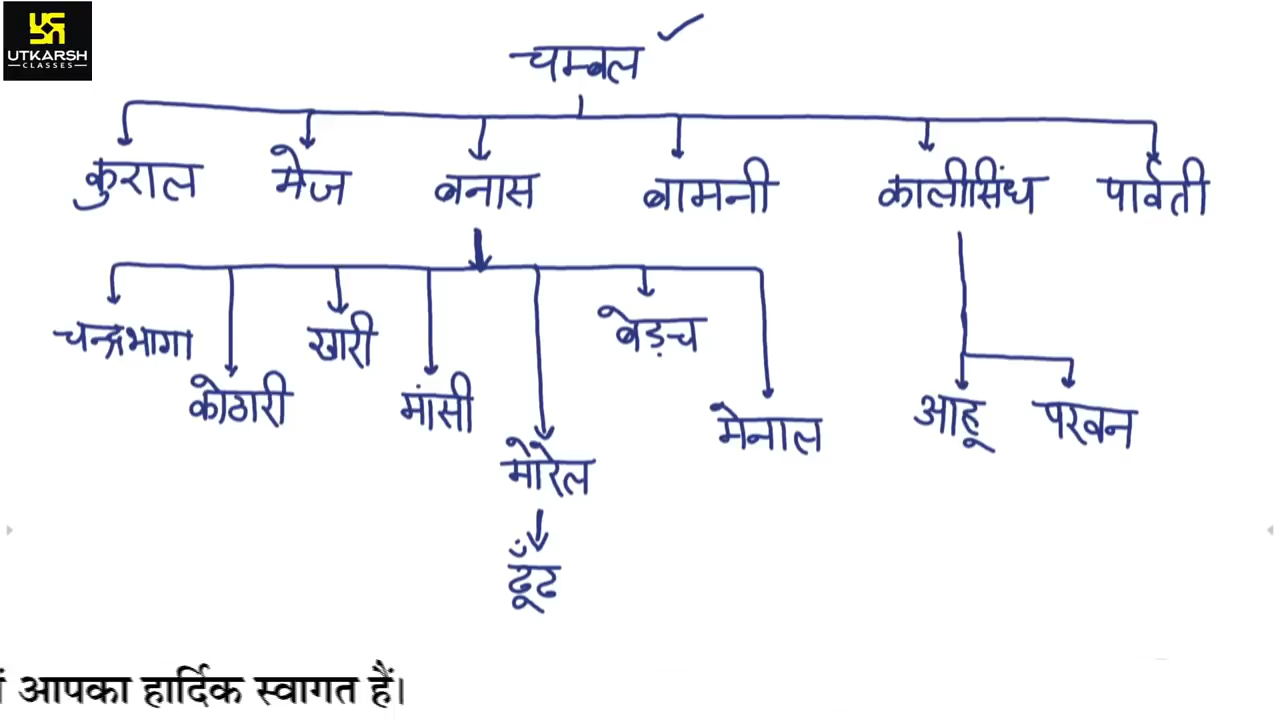 UTKARSH
CLASSES
चम्बल
कुराल मेज बनास बामनी कालीसिंध पार्वती
चन्द्रभागा खारी बेड़च
कोठारी मांसी मोरेल मेनाल आहू परवन
ढूँढ
आपका हार्दिक स्वागत हैं।